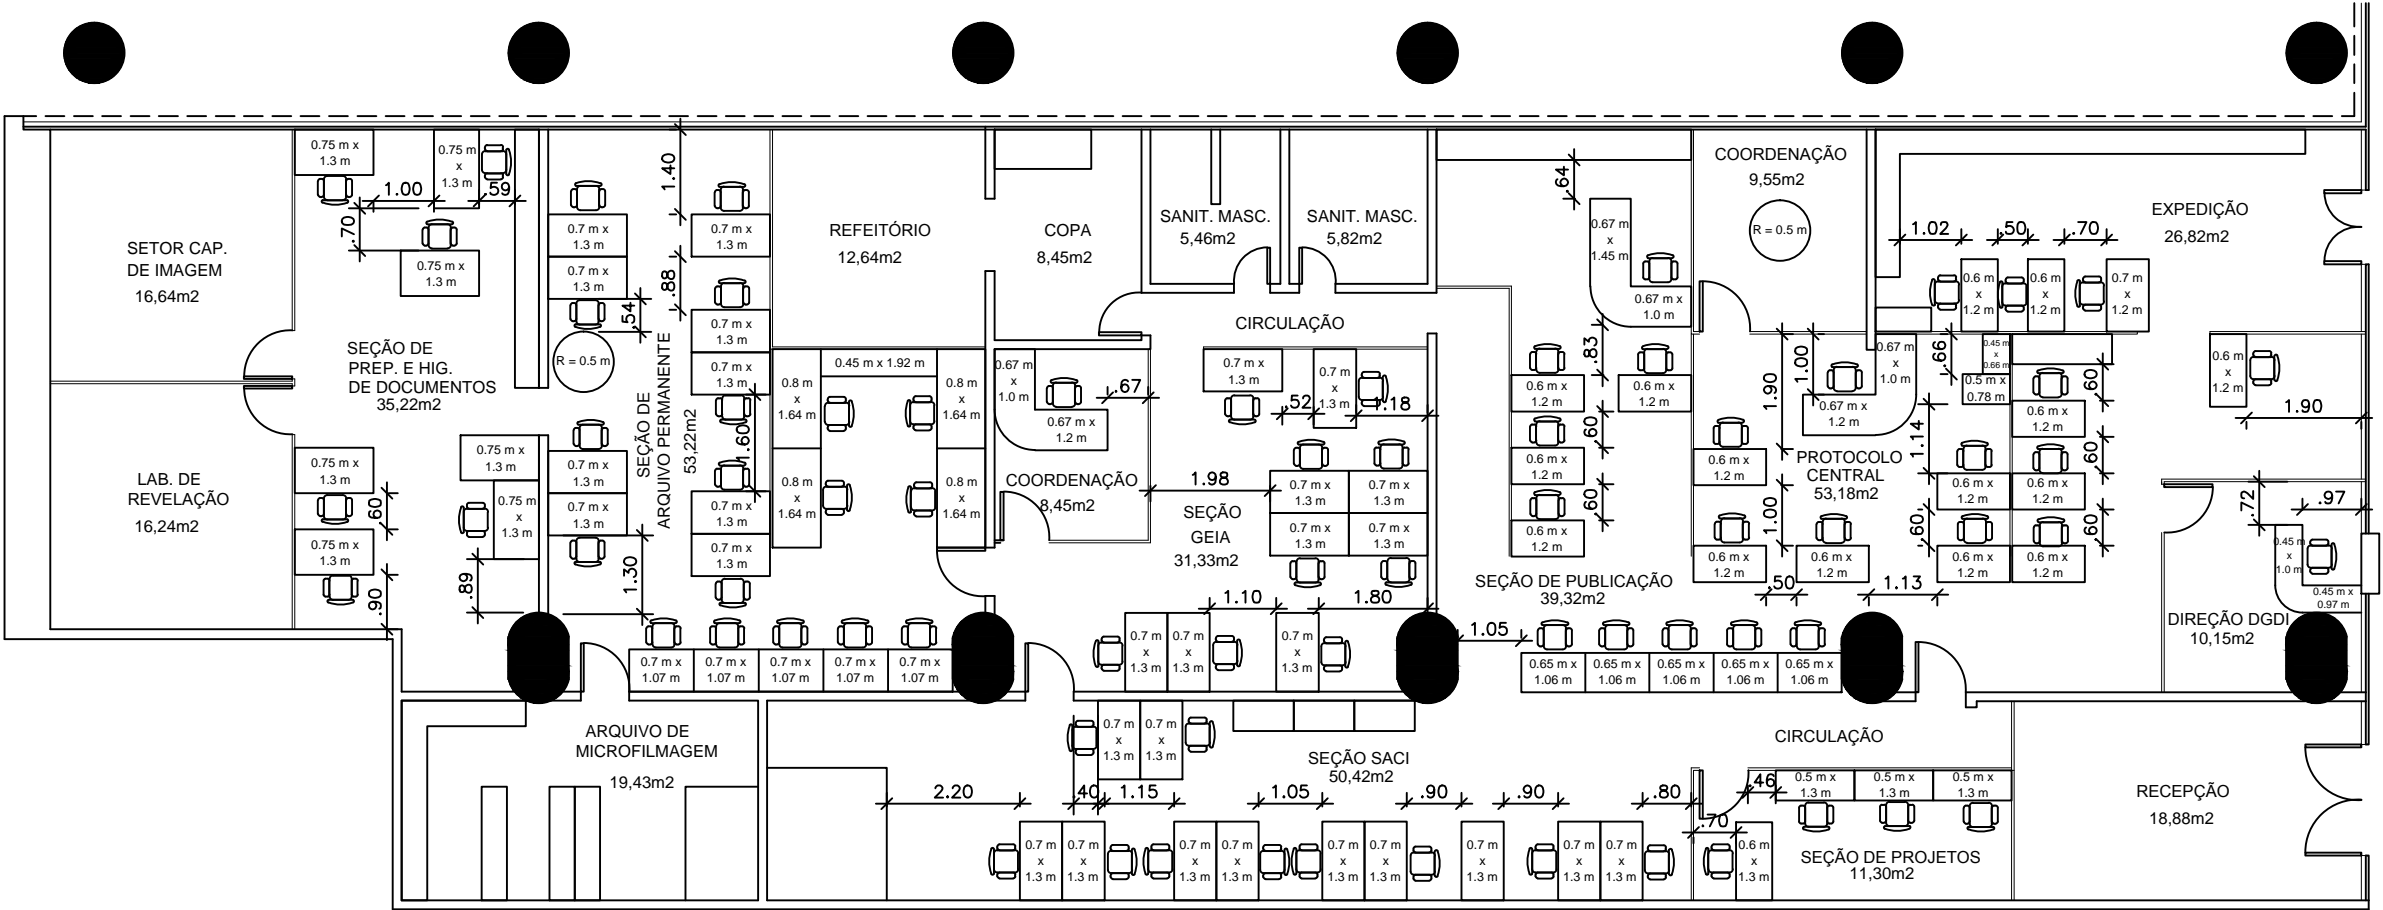 SETOR CAP.
DE IMAGEM
16,64m2
LAB. DE
REVELAÇÃO
16,24m2
0.75 m x
1.3 m
0.75 m
x
1.3 m
1.00
.59
.70
0.75 m x
1.3 m
SEÇÃO DE
PREP. E HIG.
DE DOCUMENTOS
35,22m2
0.75 m x
1.3 m
.60
0.75 m x
1.3 m
.90
0.75 m x
1.3 m
0.75 m
x
1.3 m
.89
0.7 m x
1.3 m
0.7 m x
1.3 m
.54
R = 0.5 m
0.7 m x
1.3 m
0.7 m x
1.3 m
1.30
SEÇÃO DE
ARQUIVO PERMANENTE
53,22m2
1.40
0.7 m x
1.3 m
.88
0.7 m x
1.3 m
0.7 m x
1.3 m
1.60
0.7 m x
1.3 m
0.7 m x
1.3 m
0.7 m x
1.07 m
0.7 m x
1.07 m
0.7 m x
1.07 m
0.7 m x
1.07 m
0.7 m x
1.07 m
REFEITÓRIO
12,64m2
0.45 m x 1.92 m
0.8 m
x
1.64 m
0.8 m
x
1.64 m
0.8 m
x
1.64 m
0.8 m
x
1.64 m
COPA
8,45m2
0.67 m
x
1.0 m
0.67 m x
1.2 m
.67
COORDENAÇÃO
8,45m2
SANIT. MASC.
5,46m2
SANIT. MASC.
5,82m2
CIRCULAÇÃO
0.7 m x
1.3 m
0.7 m
x
1.3 m
.52
1.18
1.98
0.7 m x
1.3 m
0.7 m x
1.3 m
0.7 m x
1.3 m
0.7 m x
1.3 m
SEÇÃO
GEIA
31,33m2
1.10
1.80
0.7 m
x
1.3 m
0.7 m
x
1.3 m
0.7 m
x
1.3 m
.64
0.67 m
x
1.45 m
0.67 m x
1.0 m
.83
0.6 m x
1.2 m
0.6 m x
1.2 m
.60
0.6 m x
1.2 m
.60
0.6 m x
1.2 m
SEÇÃO DE PUBLICAÇÃO
39,32m2
1.05
0.65 m x
1.06 m
0.65 m x
1.06 m
0.65 m x
1.06 m
0.65 m x
1.06 m
0.65 m x
1.06 m
COORDENAÇÃO
9,55m2
R = 0.5 m
1.90
1.00
0.67 m
x
1.0 m
0.67 m x
1.2 m
.66
0.45 m
x
0.66 m
0.5 m x
0.78 m
1.14
0.6 m x
1.2 m
PROTOCOLO
CENTRAL
53,18m2
1.00
0.6 m x
1.2 m
0.6 m x
1.2 m
.50
1.13
0.6 m x
1.2 m
.60
0.6 m x
1.2 m
.60
0.6 m x
1.2 m
.60
0.6 m x
1.2 m
.60
0.6 m x
1.2 m
EXPEDIÇÃO
26,82m2
1.02
.50
.70
0.6 m
x
1.2 m
0.6 m
x
1.2 m
0.7 m
x
1.2 m
0.6 m
x
1.2 m
1.90
.72
.97
0.45 m
x
1.0 m
0.45 m x
0.97 m
DIREÇÃO DGDI
10,15m2
ARQUIVO DE
MICROFILMAGEM
19,43m2
0.7 m
x
1.3 m
0.7 m
x
1.3 m
SEÇÃO SACI
50,42m2
2.20
.40
1.15
1.05
.90
.90
.80
0.7 m
x
1.3 m
0.7 m
x
1.3 m
0.7 m
x
1.3 m
0.7 m
x
1.3 m
0.7 m
x
1.3 m
0.7 m
x
1.3 m
0.7 m
x
1.3 m
0.7 m
x
1.3 m
0.7 m
x
1.3 m
CIRCULAÇÃO
.46
0.5 m x
1.3 m
0.5 m x
1.3 m
0.5 m x
1.3 m
.70
0.6 m
x
1.3 m
SEÇÃO DE PROJETOS
11,30m2
RECEPÇÃO
18,88m2